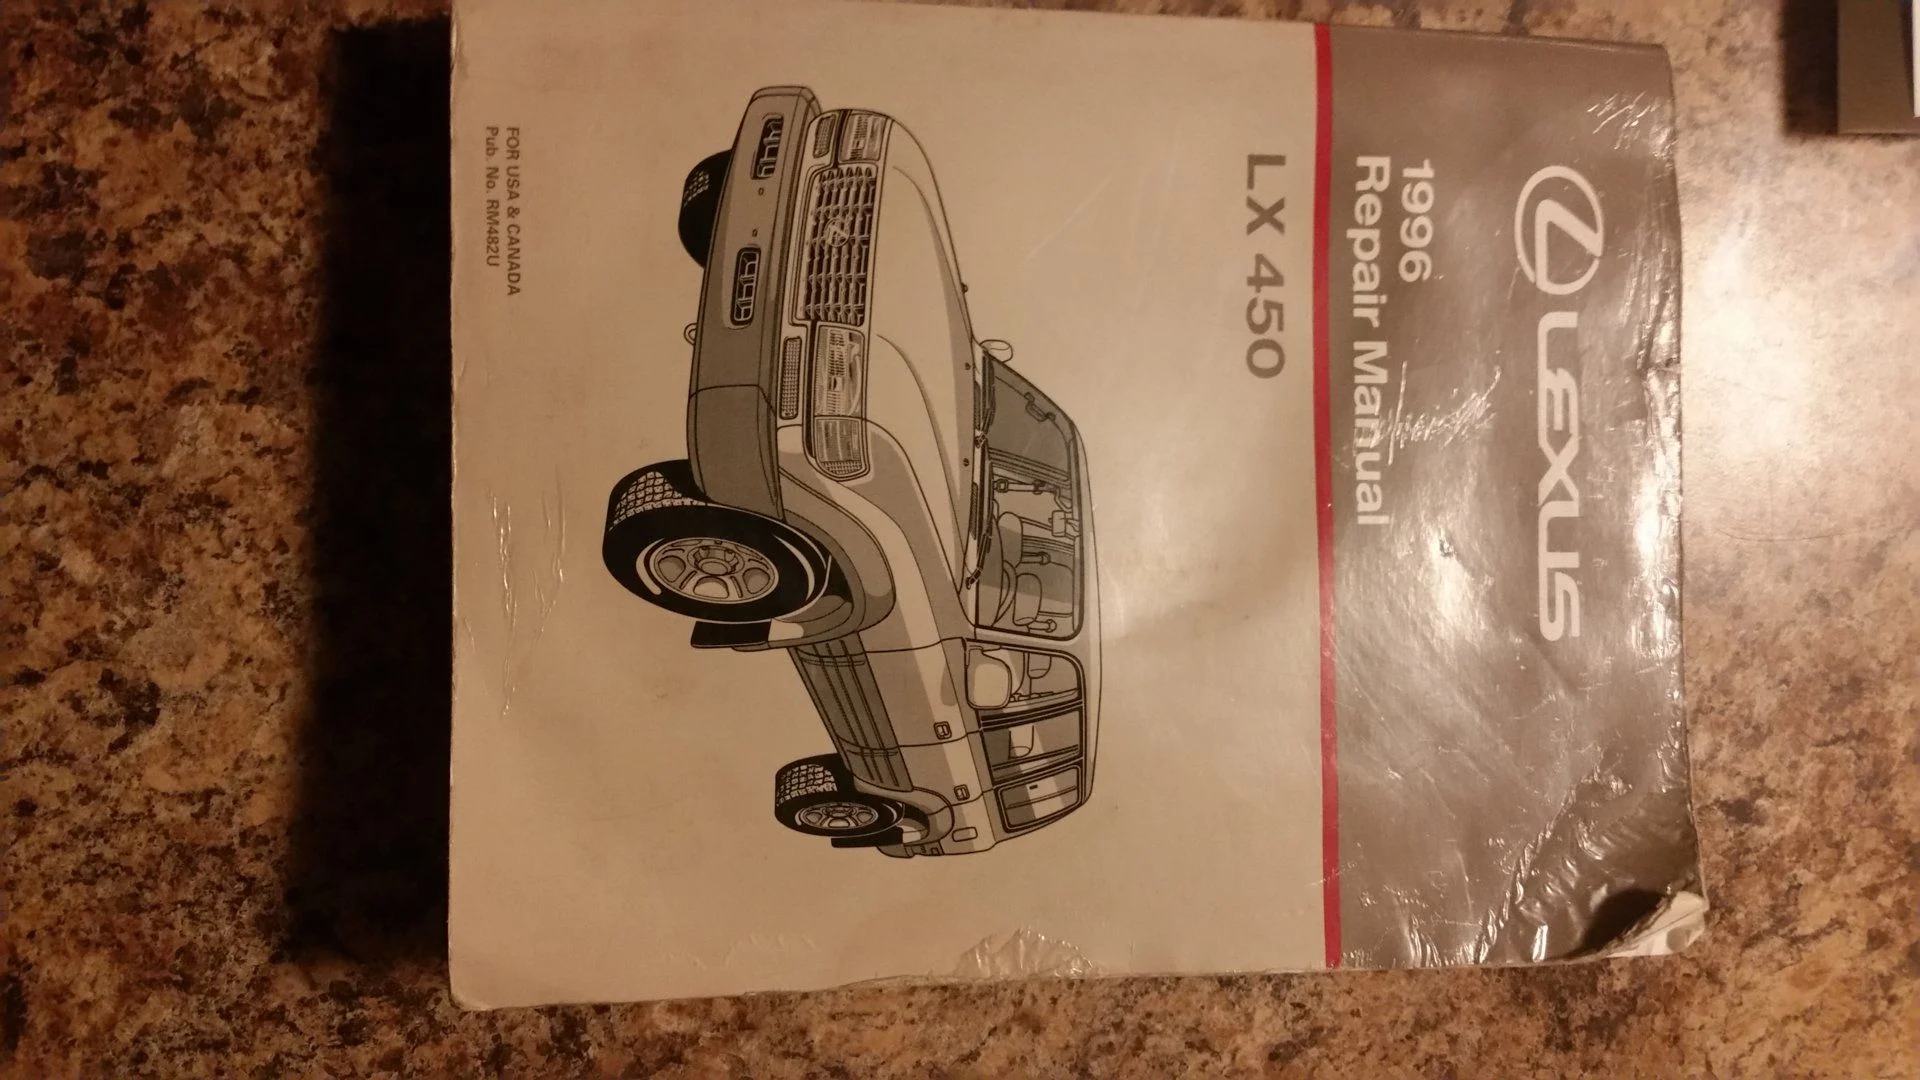 LEXUS
1996
Repair Manual
LX 450
FOR USA & CANADA
Pub. No. RM482U